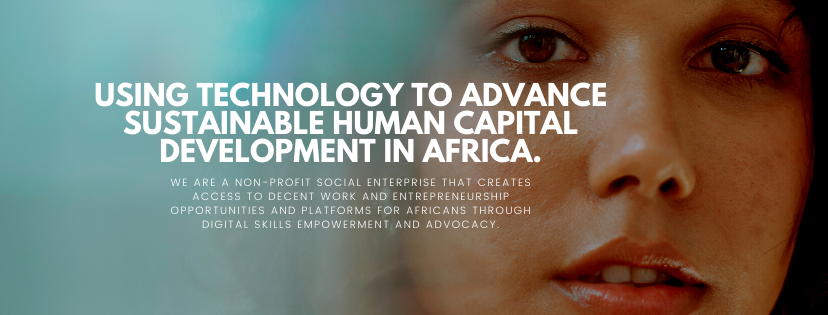 USING TECHNOLOGY TO ADVANCE
SUSTAINABLE HUMAN CAPITAL
DEVELOPMENT IN AFRICA.
WE ARE A NON-PROFIT SOCIAL ENTERPRISE THAT CREATES
ACCESS TO DECENT WORK AND ENTREPRENEURSHIP
OPPORTUNITIES AND PLATFORMS FOR AFRICANS THROUGH
DIGITAL SKILLS EMPOWERMENT AND ADVOCACY.